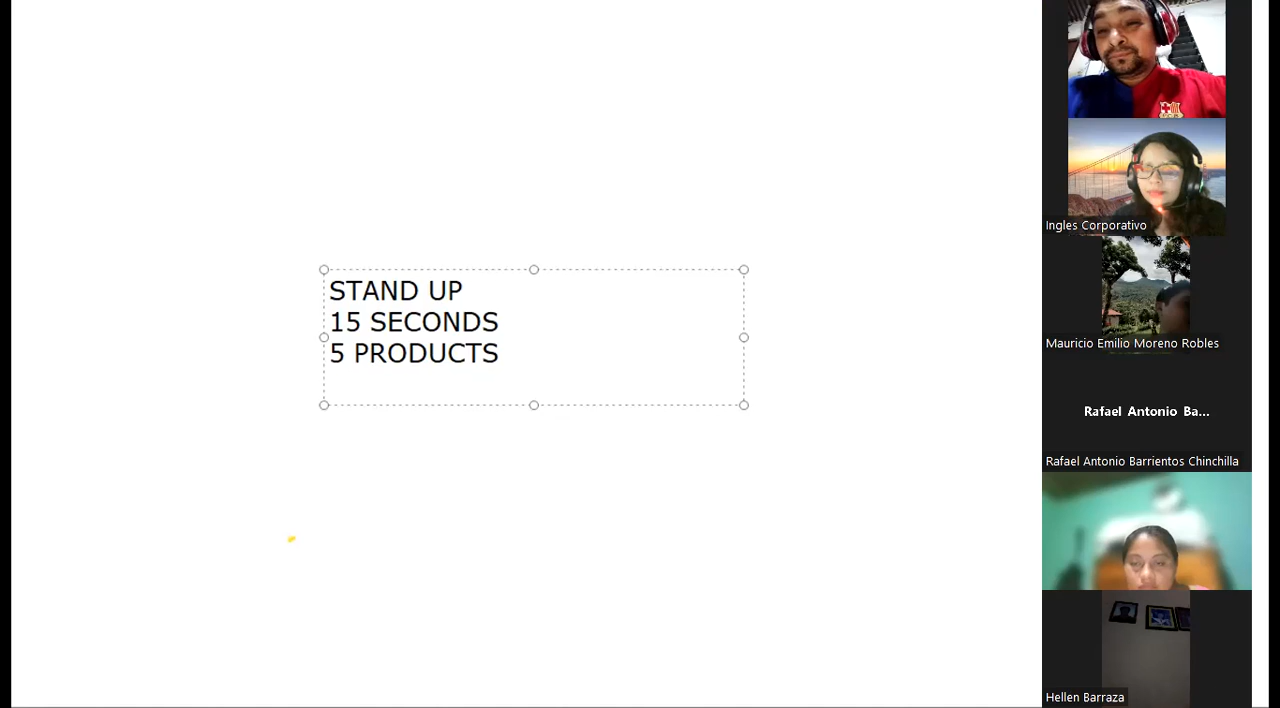 STAND UP
15 SECONDS
5 PRODUCTS
Ingles Corporativo
Mauricio Emilio Moreno Robles
Rafael Antonio Ba...
Rafael Antonio Barrientos Chinchilla
Hellen Barraza